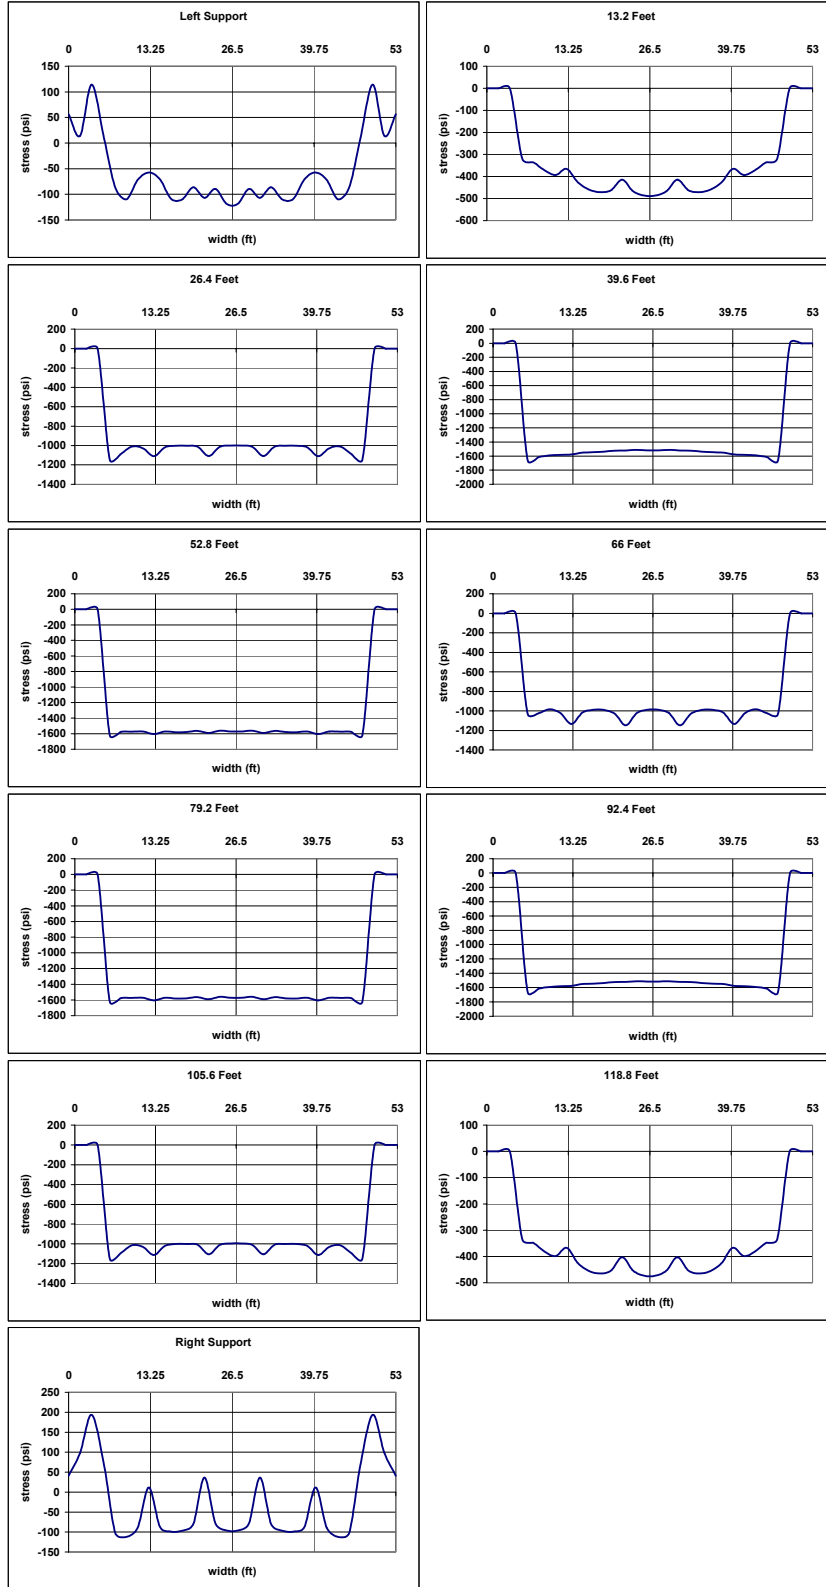 Left Support
0 13.25 26.5 39.75 53
150
100
50
0
-50
-100
-150
stress (psi)
width (ft)
13.2 Feet
0 13.25 26.5 39.75 53
100
0
-100
-200
-300
-400
-500
-600
stress (psi)
width (ft)
26.4 Feet
0 13.25 26.5 39.75 53
200
0
-200
-400
-600
-800
-1000
-1200
-1400
stress (psi)
width (ft)
39.6 Feet
0 13.25 26.5 39.75 53
200
0
-200
-400
-600
-800
-1000
-1200
-1400
-1600
-1800
-2000
stress (psi)
width (ft)
52.8 Feet
0 13.25 26.5 39.75 53
200
0
-200
-400
-600
-800
-1000
-1200
-1400
-1600
-1800
stress (psi)
width (ft)
66 Feet
0 13.25 26.5 39.75 53
200
0
-200
-400
-600
-800
-1000
-1200
-1400
stress (psi)
width (ft)
79.2 Feet
0 13.25 26.5 39.75 53
200
0
-200
-400
-600
-800
-1000
-1200
-1400
-1600
-1800
stress (psi)
width (ft)
92.4 Feet
0 13.25 26.5 39.75 53
200
0
-200
-400
-600
-800
-1000
-1200
-1400
-1600
-1800
-2000
stress (psi)
width (ft)
105.6 Feet
0 13.25 26.5 39.75 53
200
0
-200
-400
-600
-800
-1000
-1200
-1400
stress (psi)
width (ft)
118.8 Feet
0 13.25 26.5 39.75 53
100
0
-100
-200
-300
-400
-500
stress (psi)
width (ft)
Right Support
0 13.25 26.5 39.75 53
250
200
150
100
50
0
-50
-100
-150
stress (psi)
width (ft)